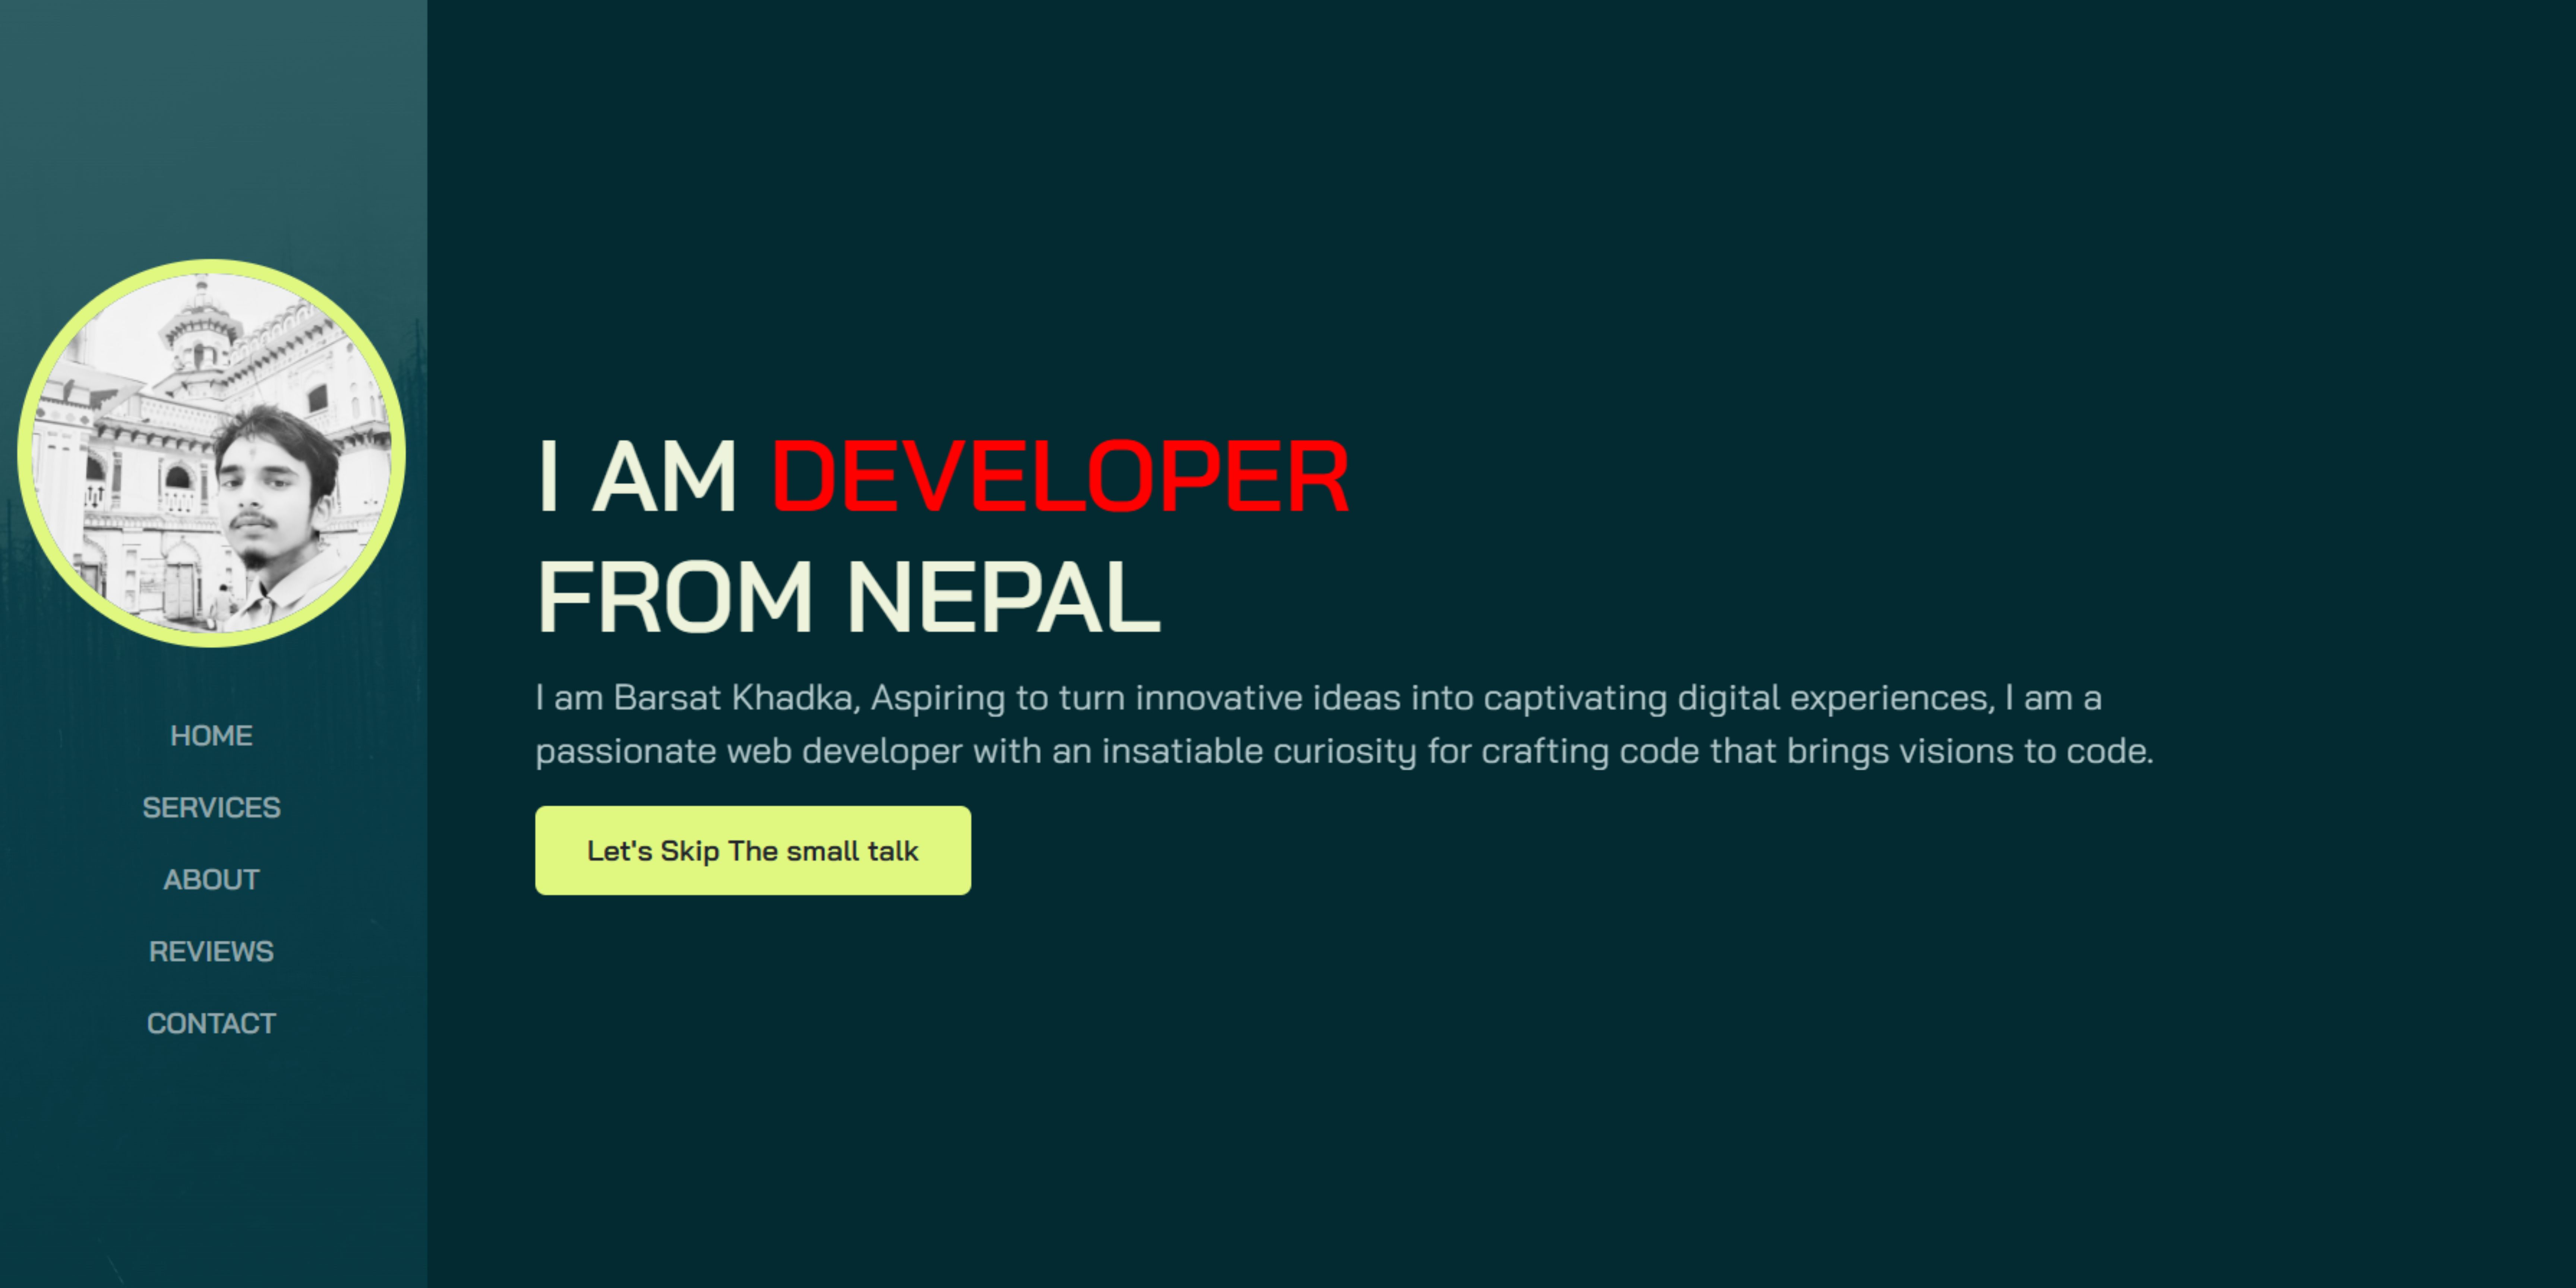 HOME
SERVICES
ABOUT
REVIEWS
CONTACT
I AM DEVELOPER
FROM NEPAL
I am Barsat Khadka, Aspiring to turn innovative ideas into captivating digital experiences, I am a
passionate web developer with an insatiable curiosity for crafting code that brings visions to code.
Let's Skip The small talk